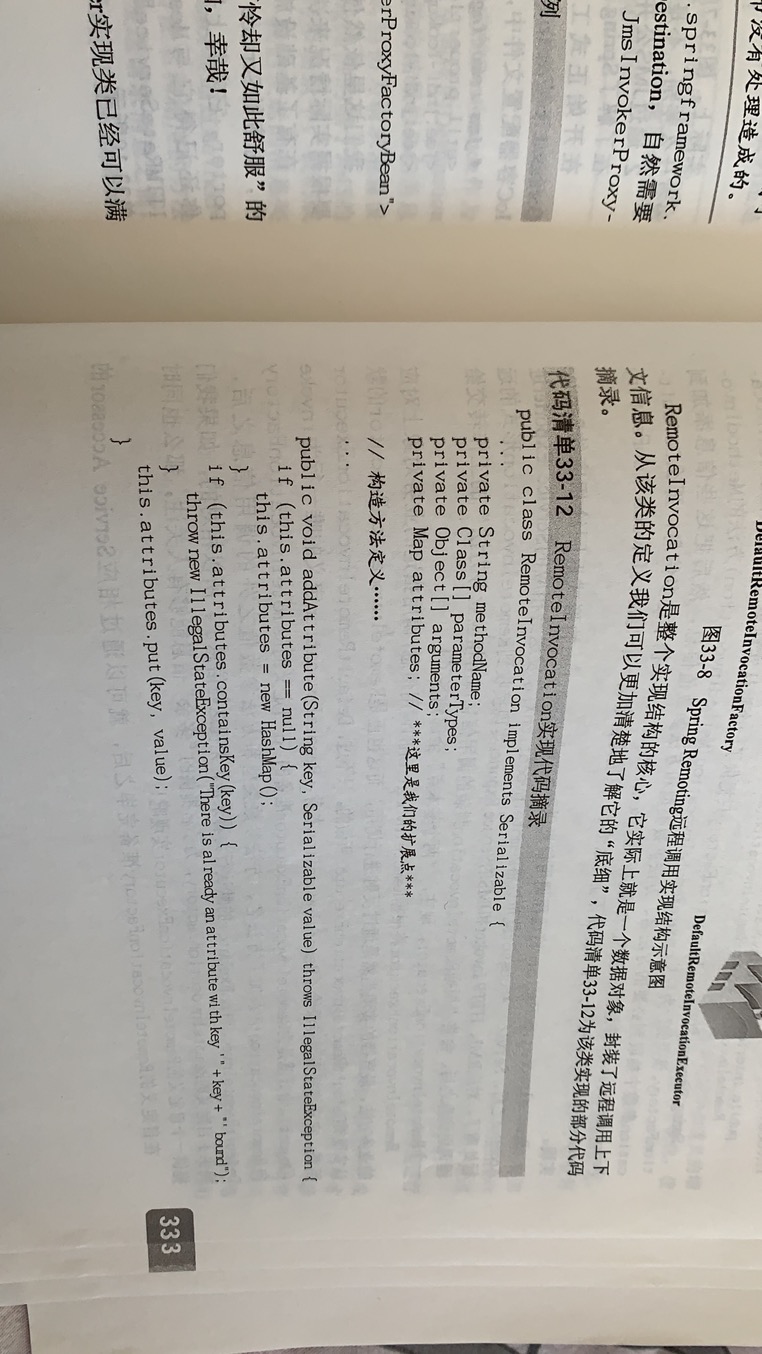 市没有处理造成的。
.springframework.
estination，自然需要
JmsInvokerProxy-
列
erProxyFactoryBean">
怜却又如此舒服”的
，幸哉！
er实现类已经可以满
DefaultRemoteInvocationFactory
DefaultRemoteInvocationExecutor
图33-8 Spring Remoting远程调用实现结构示意图
RemoteInvocation是整个实现结构的核心，它实际上就是一个数据对象，封装了远程调用上下
文信息。从该类的定义我们可以更加清楚地了解它的“底细”，代码清单33-12为该类实现的部分代码
摘录。
代码清单33-12 RemoteInvocation实现代码摘录
public class RemoteInvocation implements Serializable {
...
private String methodName;
private Class[] parameterTypes;
private Object[] arguments;
private Map attributes; // ***这里是我们的扩展点***
// 构造方法定义……
...
public void addAttribute(String key, Serializable value) throws IllegalStateException {
if (this.attributes == null) {
this.attributes = new HashMap();
}
if (this.attributes.containsKey(key)) {
throw new IllegalStateException("There is already an attribute with key '" + key + "' bound");
}
this.attributes.put(key, value);
}
333